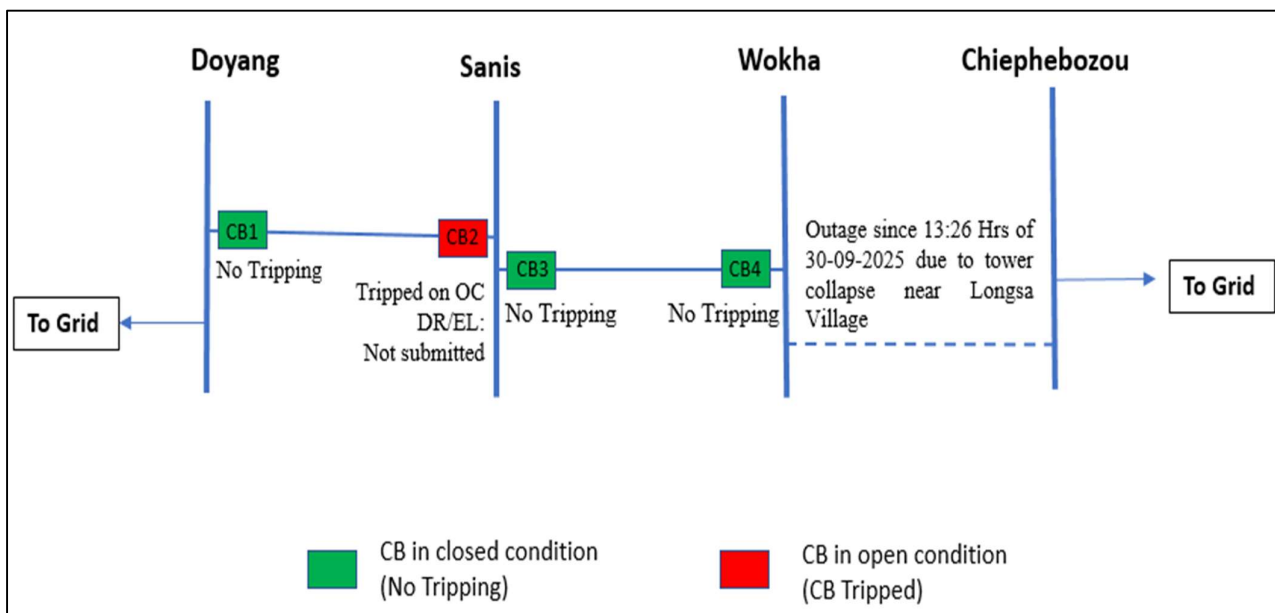 Doyang
Sanis
Wokha
Chiephebozou
CB1
No Tripping
CB2
Tripped on OC
DR/EL:
Not submitted
CB3
No Tripping
CB4
No Tripping
Outage since 13:26 Hrs of
30-09-2025 due to tower
collapse near Longsa
Village
To Grid
To Grid
CB in closed condition
(No Tripping)
CB in open condition
(CB Tripped)